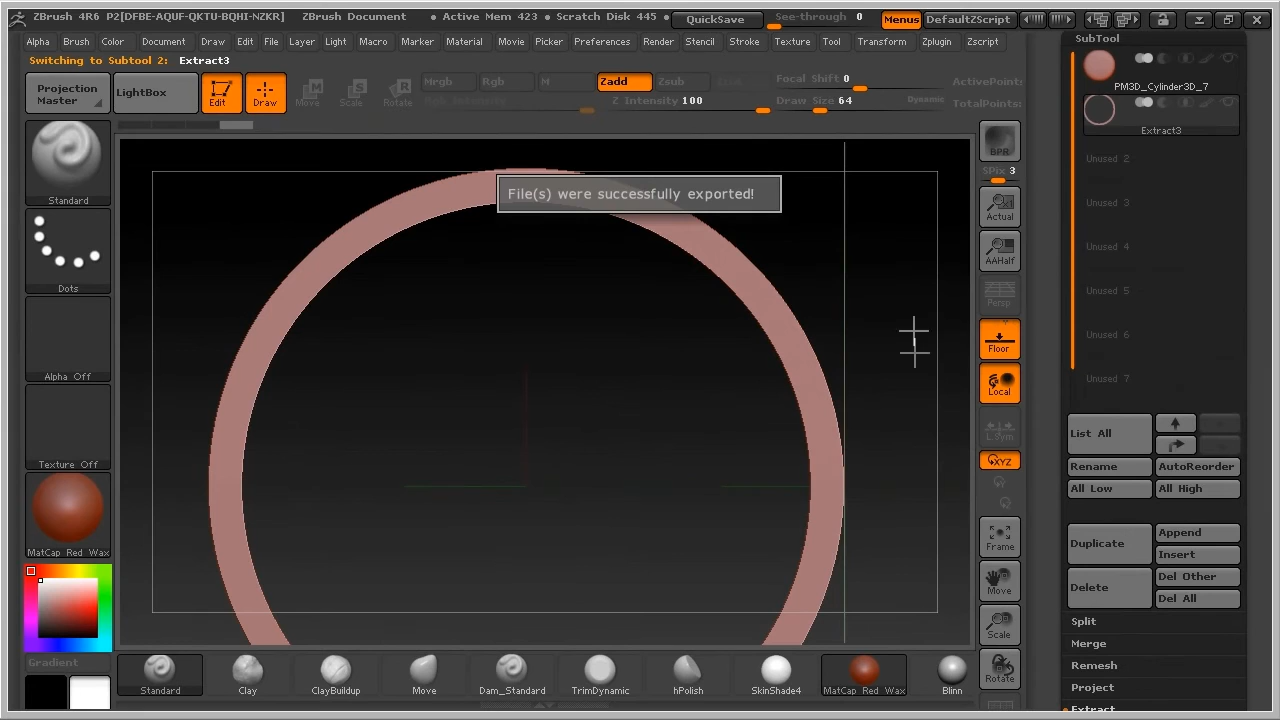 ZBrush 4R6 P2[DFBE-AQUF-QKTU-BQHI-NZKR] ZBrush Document • Active Mem 423 • Scratch Disk 445 • QuickSave See-through 0 Menus DefaultZScript
Alpha Brush Color Document Draw Edit File Layer Light Macro Marker Material Movie Picker Preferences Render Stencil Stroke Texture Tool Transform Zplugin Zscript
Switching to Subtool 2: Extract3
Projection Master
LightBox
Edit
Draw
Move
Scale
Rotate
Mrgb Rgb M Zadd Zsub
Rgb Intensity Z Intensity 100
Focal Shift 0
Draw Size 64 Dynamic
ActivePoint:
TotalPoints:
Standard
Dots
Alpha Off
Texture Off
MatCap Red Wax
Gradient
File(s) were successfully exported!
BPR
SPix 3
Actual
AAHalf
Persp
Floor
Local
L.Sym
XYZ
Frame
Move
Scale
Rotate
Standard Clay ClayBuildup Move Dam_Standard TrimDynamic hPolish SkinShade4 MatCap Red Wax Blinn
SubTool
PM3D_Cylinder3D_7
Extract3
Unused 2
Unused 3
Unused 4
Unused 5
Unused 6
Unused 7
List All
Rename AutoReorder
All Low All High
Duplicate Append
Insert
Delete Del Other
Del All
Split
Merge
Remesh
Project
Extract